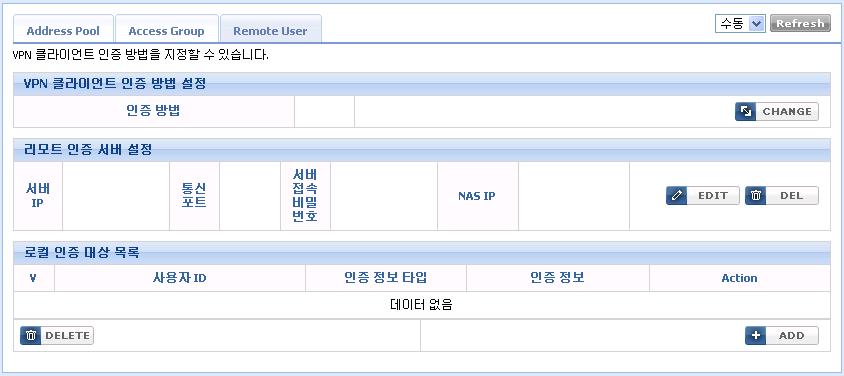 Address Pool Access Group Remote User 수동 Refresh
VPN 클라이언트 인증 방법을 지정할 수 있습니다.
VPN 클라이언트 인증 방법 설정
인증 방법 CHANGE
리모트 인증 서버 설정
서버 IP 통신 포트 서버 접속 비밀 번호 NAS IP EDIT DEL
로컬 인증 대상 목록
V 사용자 ID 인증 정보 타입 인증 정보 Action
데이터 없음
DELETE ADD